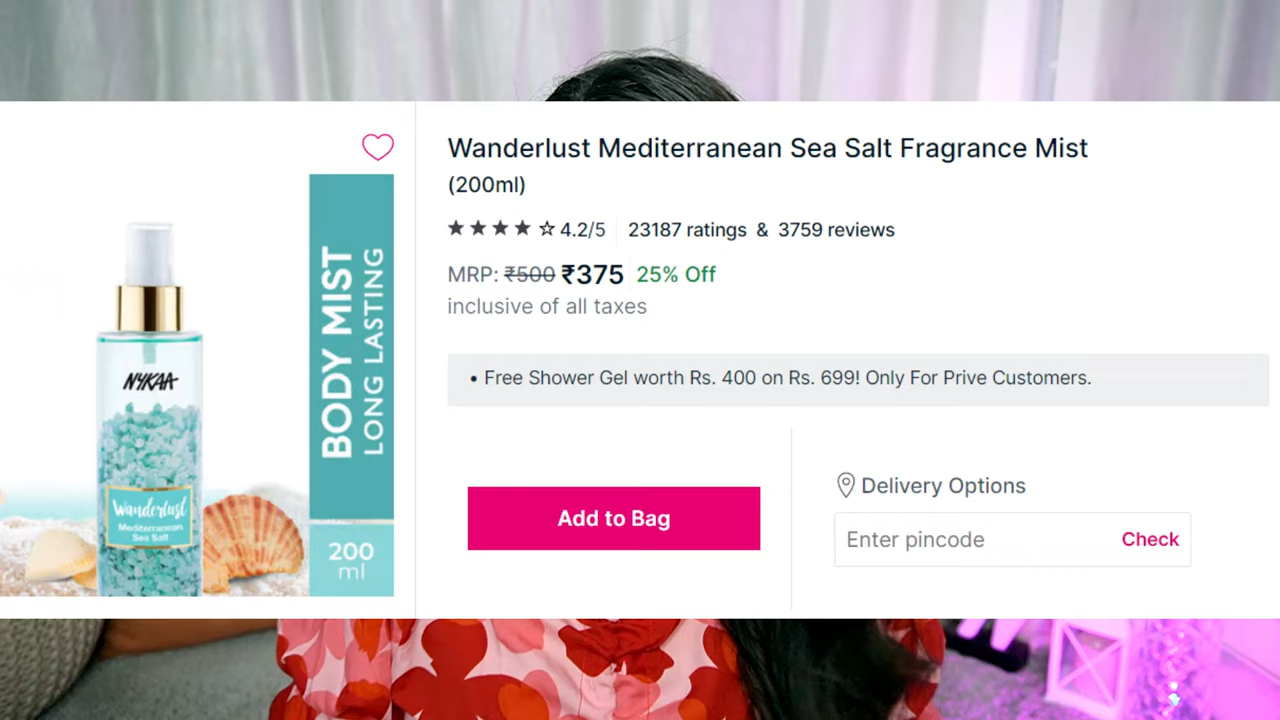 Wanderlust Mediterranean Sea Salt Fragrance Mist
(200ml)
4.2/5 23187 ratings & 3759 reviews
MRP: ₹500 ₹375 25% Off
inclusive of all taxes
• Free Shower Gel worth Rs. 400 on Rs. 699! Only For Prive Customers.
Add to Bag
Delivery Options
Enter pincode Check
BODY MIST
LONG LASTING
200
ml
NYKAA
Wanderlust
Mediterranean
Sea Salt